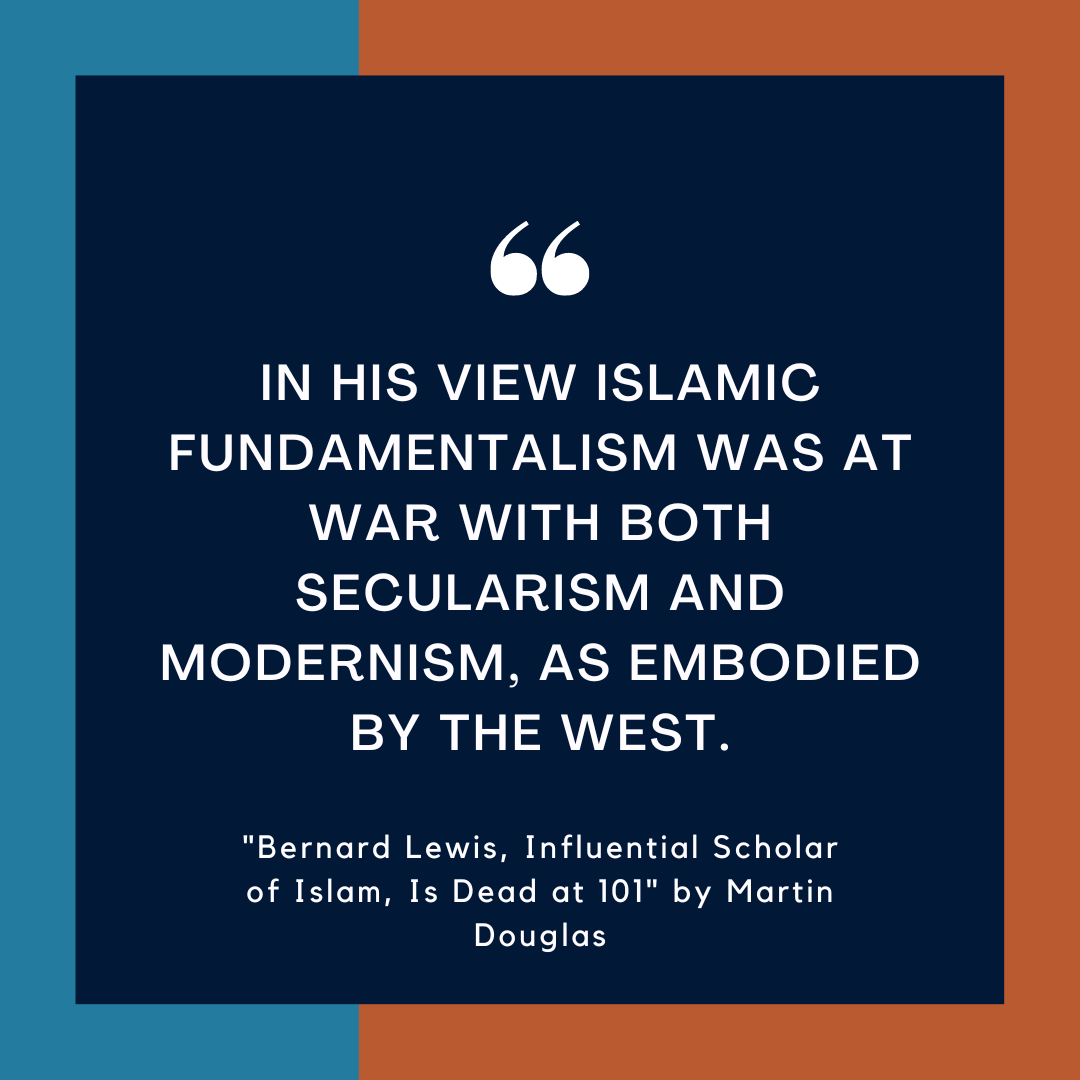 “
IN HIS VIEW ISLAMIC
FUNDAMENTALISM WAS AT
WAR WITH BOTH
SECULARISM AND
MODERNISM, AS EMBODIED
BY THE WEST.
"Bernard Lewis, Influential Scholar
of Islam, Is Dead at 101" by Martin
Douglas